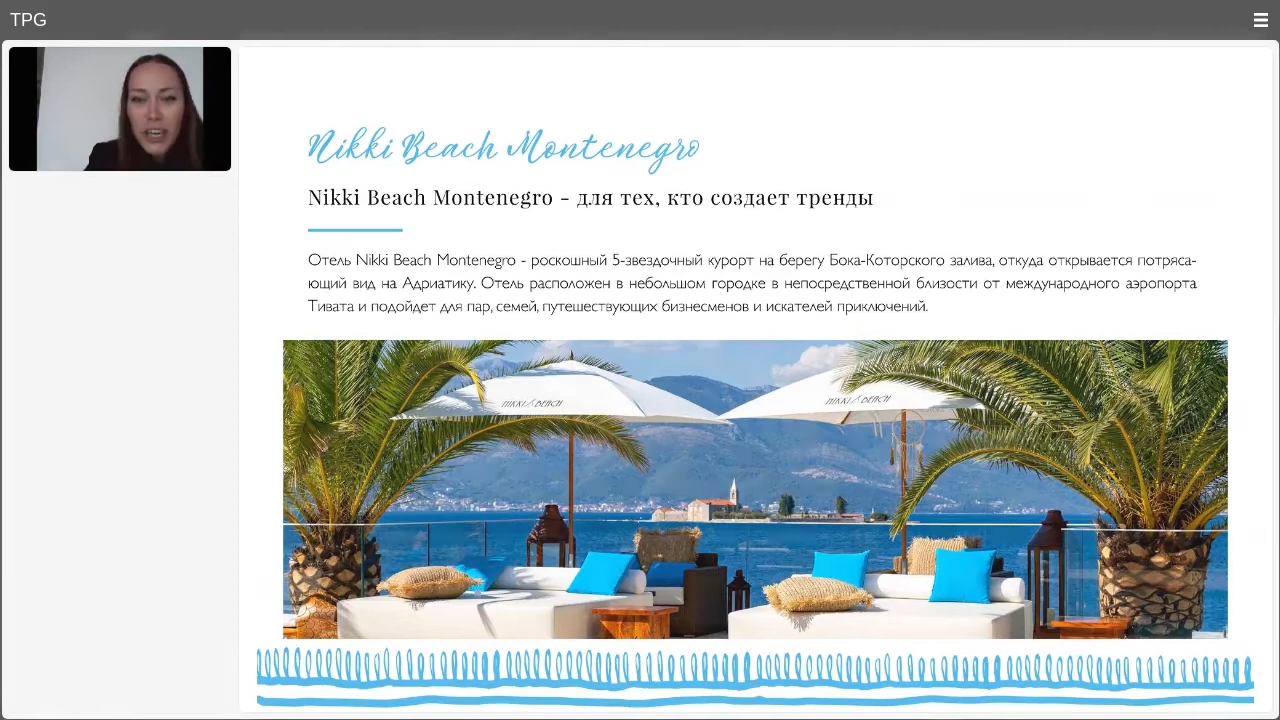 TPG
Nikki Beach Montenegro
Nikki Beach Montenegro - для тех, кто создает тренды
Отель Nikki Beach Montenegro - роскошный 5-звездочный курорт на берегу Бока-Которского залива, откуда открывается потряса-
ющий вид на Адриатику. Отель расположен в небольшом городке в непосредственной близости от международного аэропорта
Тивата и подойдет для пар, семей, путешествующих бизнесменов и искателей приключений.
NIKKI BEACH
NIKKI BEACH